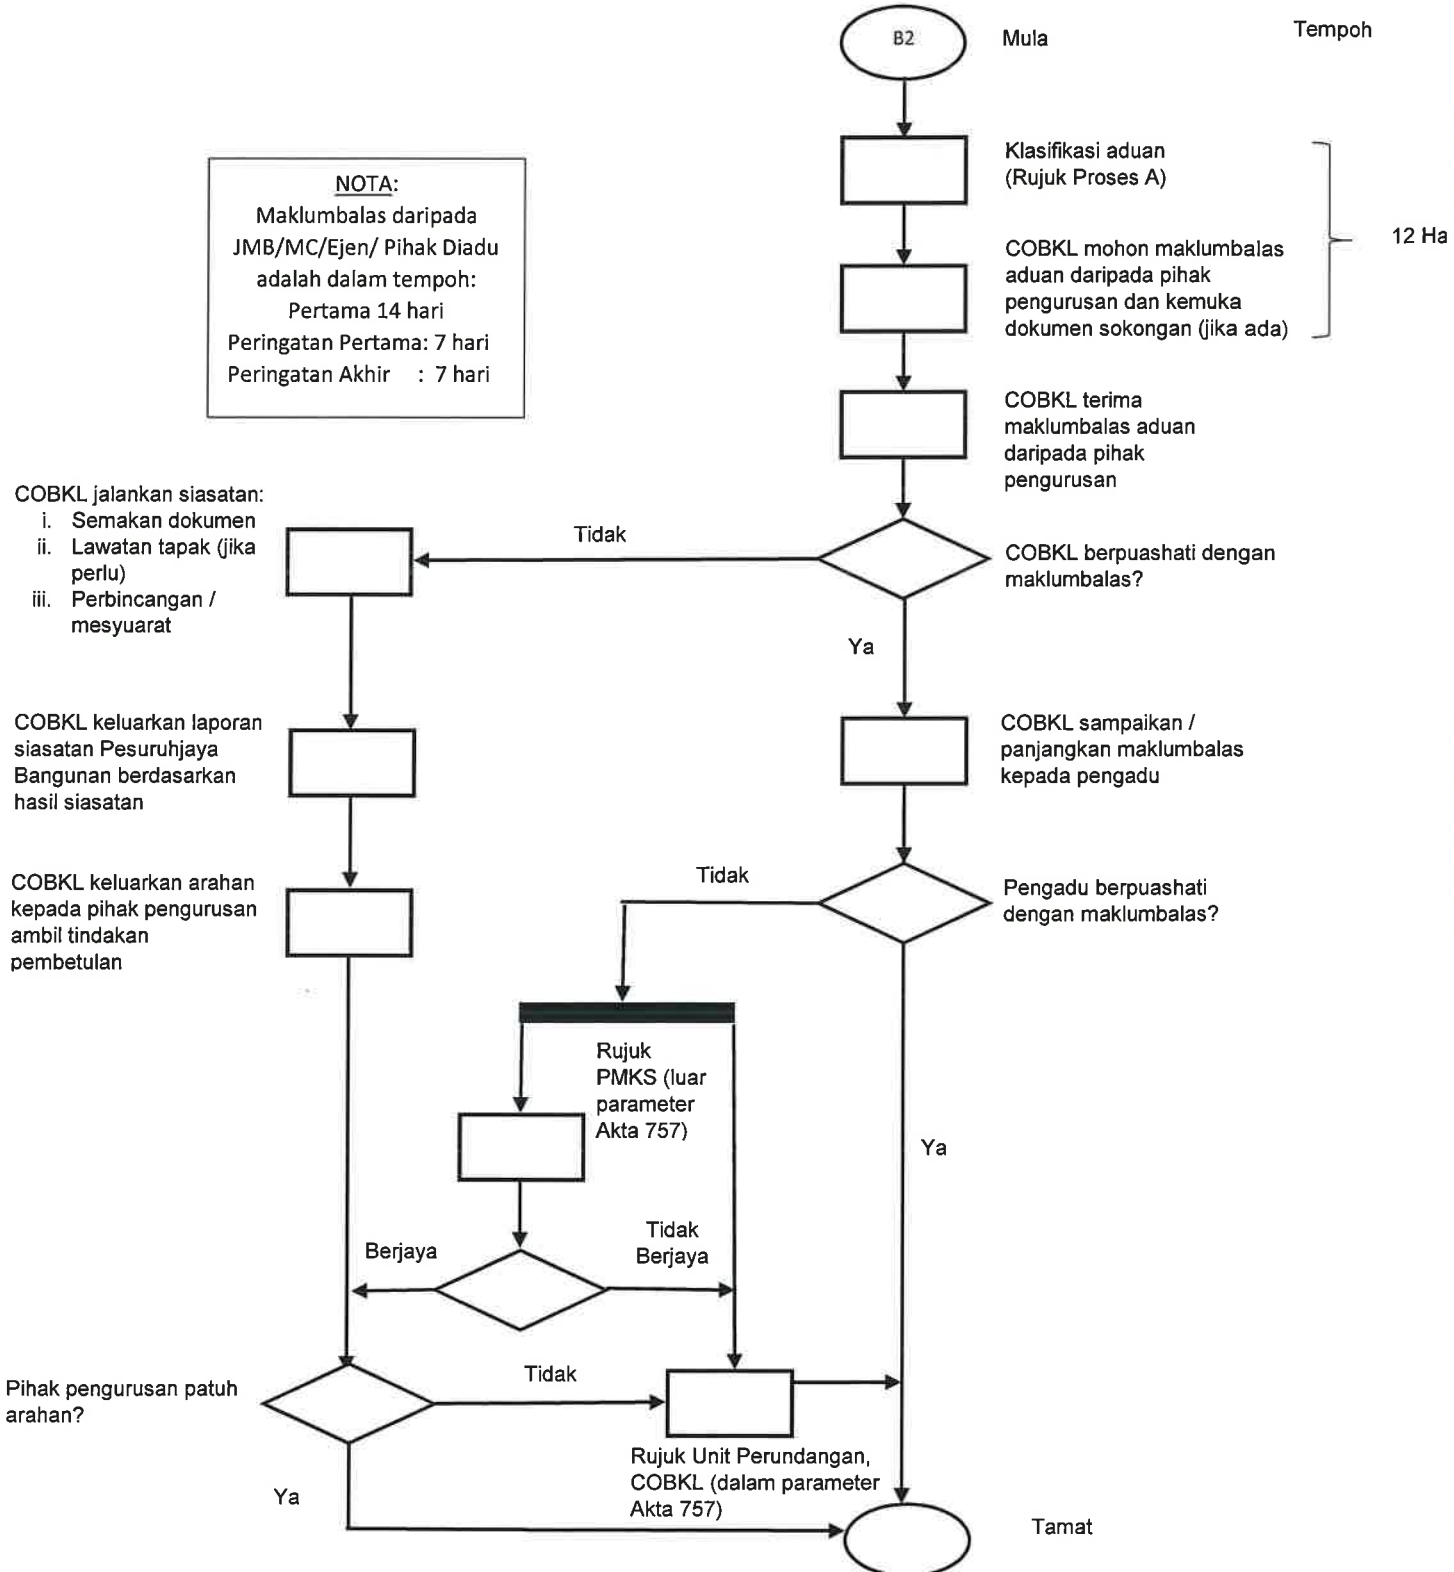 B2
Mula
Tempoh
Klasifikasi aduan
(Rujuk Proses A)
NOTA:
Maklumbalas daripada
JMB/MC/Ejen/ Pihak Diadu
adalah dalam tempoh:
Pertama 14 hari
Peringatan Pertama: 7 hari
Peringatan Akhir : 7 hari
COBKL mohon maklumbalas
aduan daripada pihak
pengurusan dan kemuka
dokumen sokongan (jika ada)
12 Ha
COBKL terima
maklumbalas aduan
daripada pihak
pengurusan
COBKL jalankan siasatan:
i. Semakan dokumen
ii. Lawatan tapak (jika
perlu)
iii. Perbincangan /
mesyuarat
Tidak
COBKL berpuashati dengan
maklumbalas?
Ya
COBKL keluarkan laporan
siasatan Pesuruhjaya
Bangunan berdasarkan
hasil siasatan
COBKL sampaikan /
panjangkan maklumbalas
kepada pengadu
COBKL keluarkan arahan
kepada pihak pengurusan
ambil tindakan
pembetulan
Tidak
Pengadu berpuashati
dengan maklumbalas?
Rujuk
PMKS (luar
parameter
Akta 757)
Ya
Berjaya
Tidak
Berjaya
Pihak pengurusan patuh
arahan?
Tidak
Rujuk Unit Perundangan,
COBKL (dalam parameter
Akta 757)
Ya
Tamat